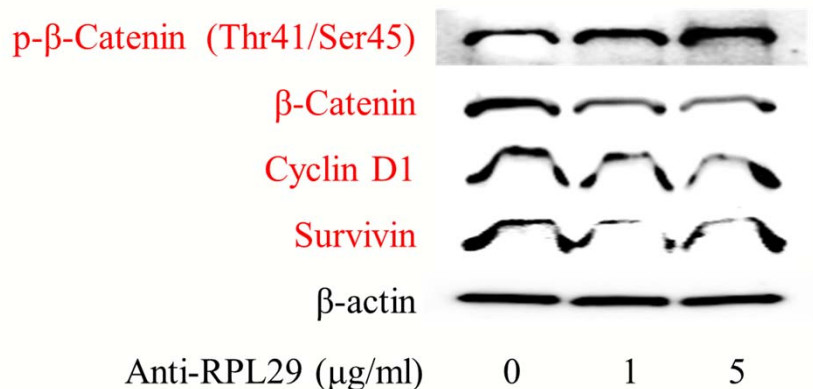 p-β-Catenin (Thr41/Ser45)
β-Catenin
Cyclin D1
Survivin
β-actin
Anti-RPL29 (μg/ml) 0 1 5